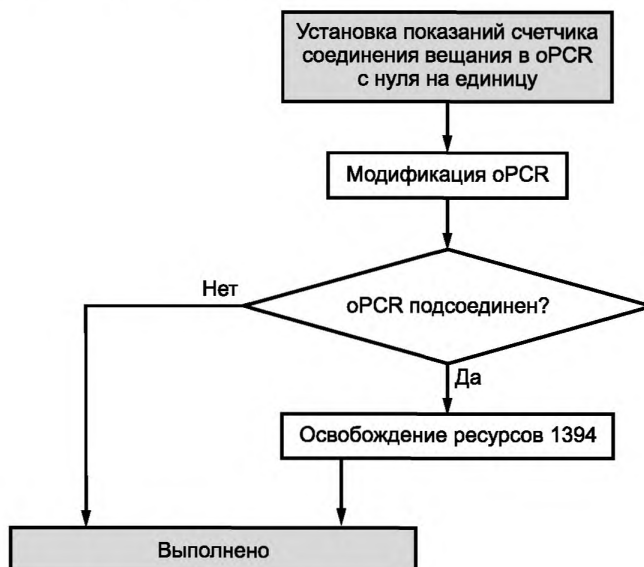 Установка показаний счетчика
соединения вещания в oPCR
с нуля на единицу
Модификация oPCR
Нет
oPCR подсоединен?
Да
Освобождение ресурсов 1394
Выполнено